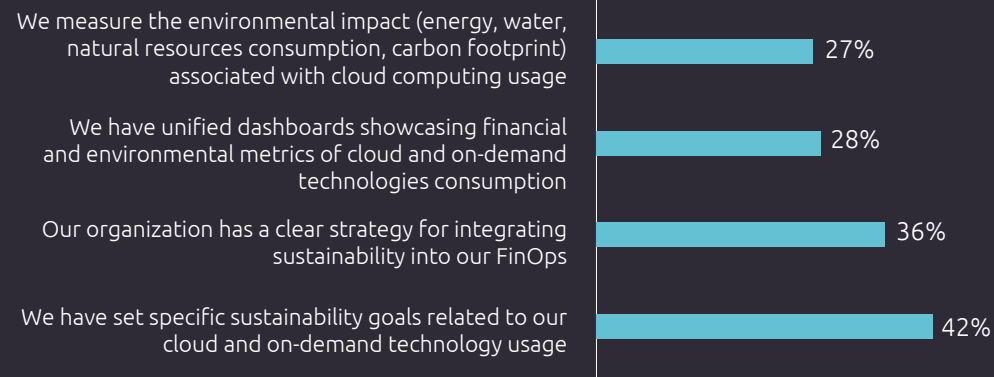 We measure the environmental impact (energy, water,
natural resources consumption, carbon footprint)
associated with cloud computing usage
27%
We have unified dashboards showcasing financial
and environmental metrics of cloud and on-demand
technologies consumption
28%
Our organization has a clear strategy for integrating
sustainability into our FinOps
36%
We have set specific sustainability goals related to our
cloud and on-demand technology usage
42%